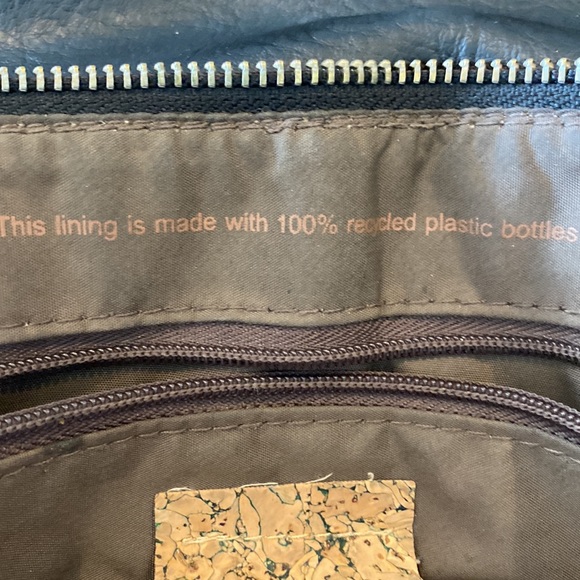 This lining is made with 100% recycled plastic bottles